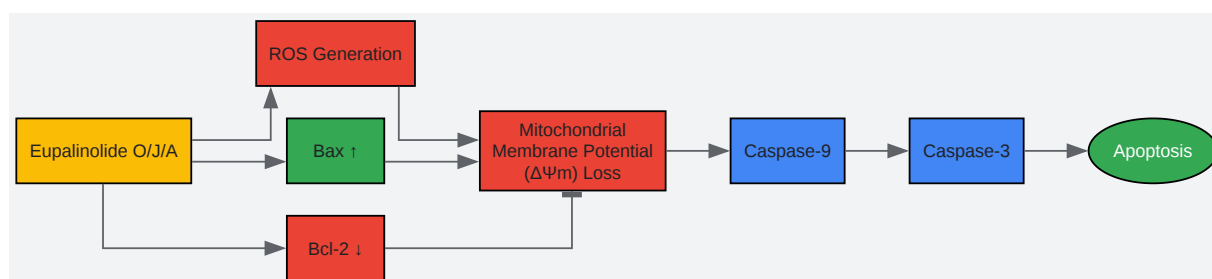 ROS Generation
Eupalinolide O/J/A
Bax ↑
Mitochondrial
Membrane Potential
(ΔΨm) Loss
Caspase-9
Caspase-3
Apoptosis
Bcl-2 ↓